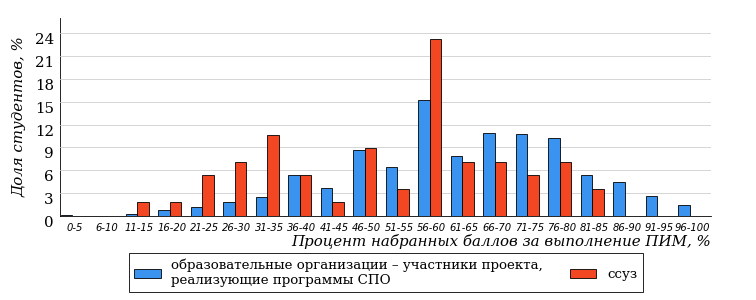 Доля студентов, %
24
21
18
15
12
9
6
3
0
0-5 6-10 11-15 16-20 21-25 26-30 31-35 36-40 41-45 46-50 51-55 56-60 61-65 66-70 71-75 76-80 81-85 86-90 91-95 96-100
Процент набранных баллов за выполнение ПИМ, %
образовательные организации – участники проекта,
реализующие программы СПО
ссуз